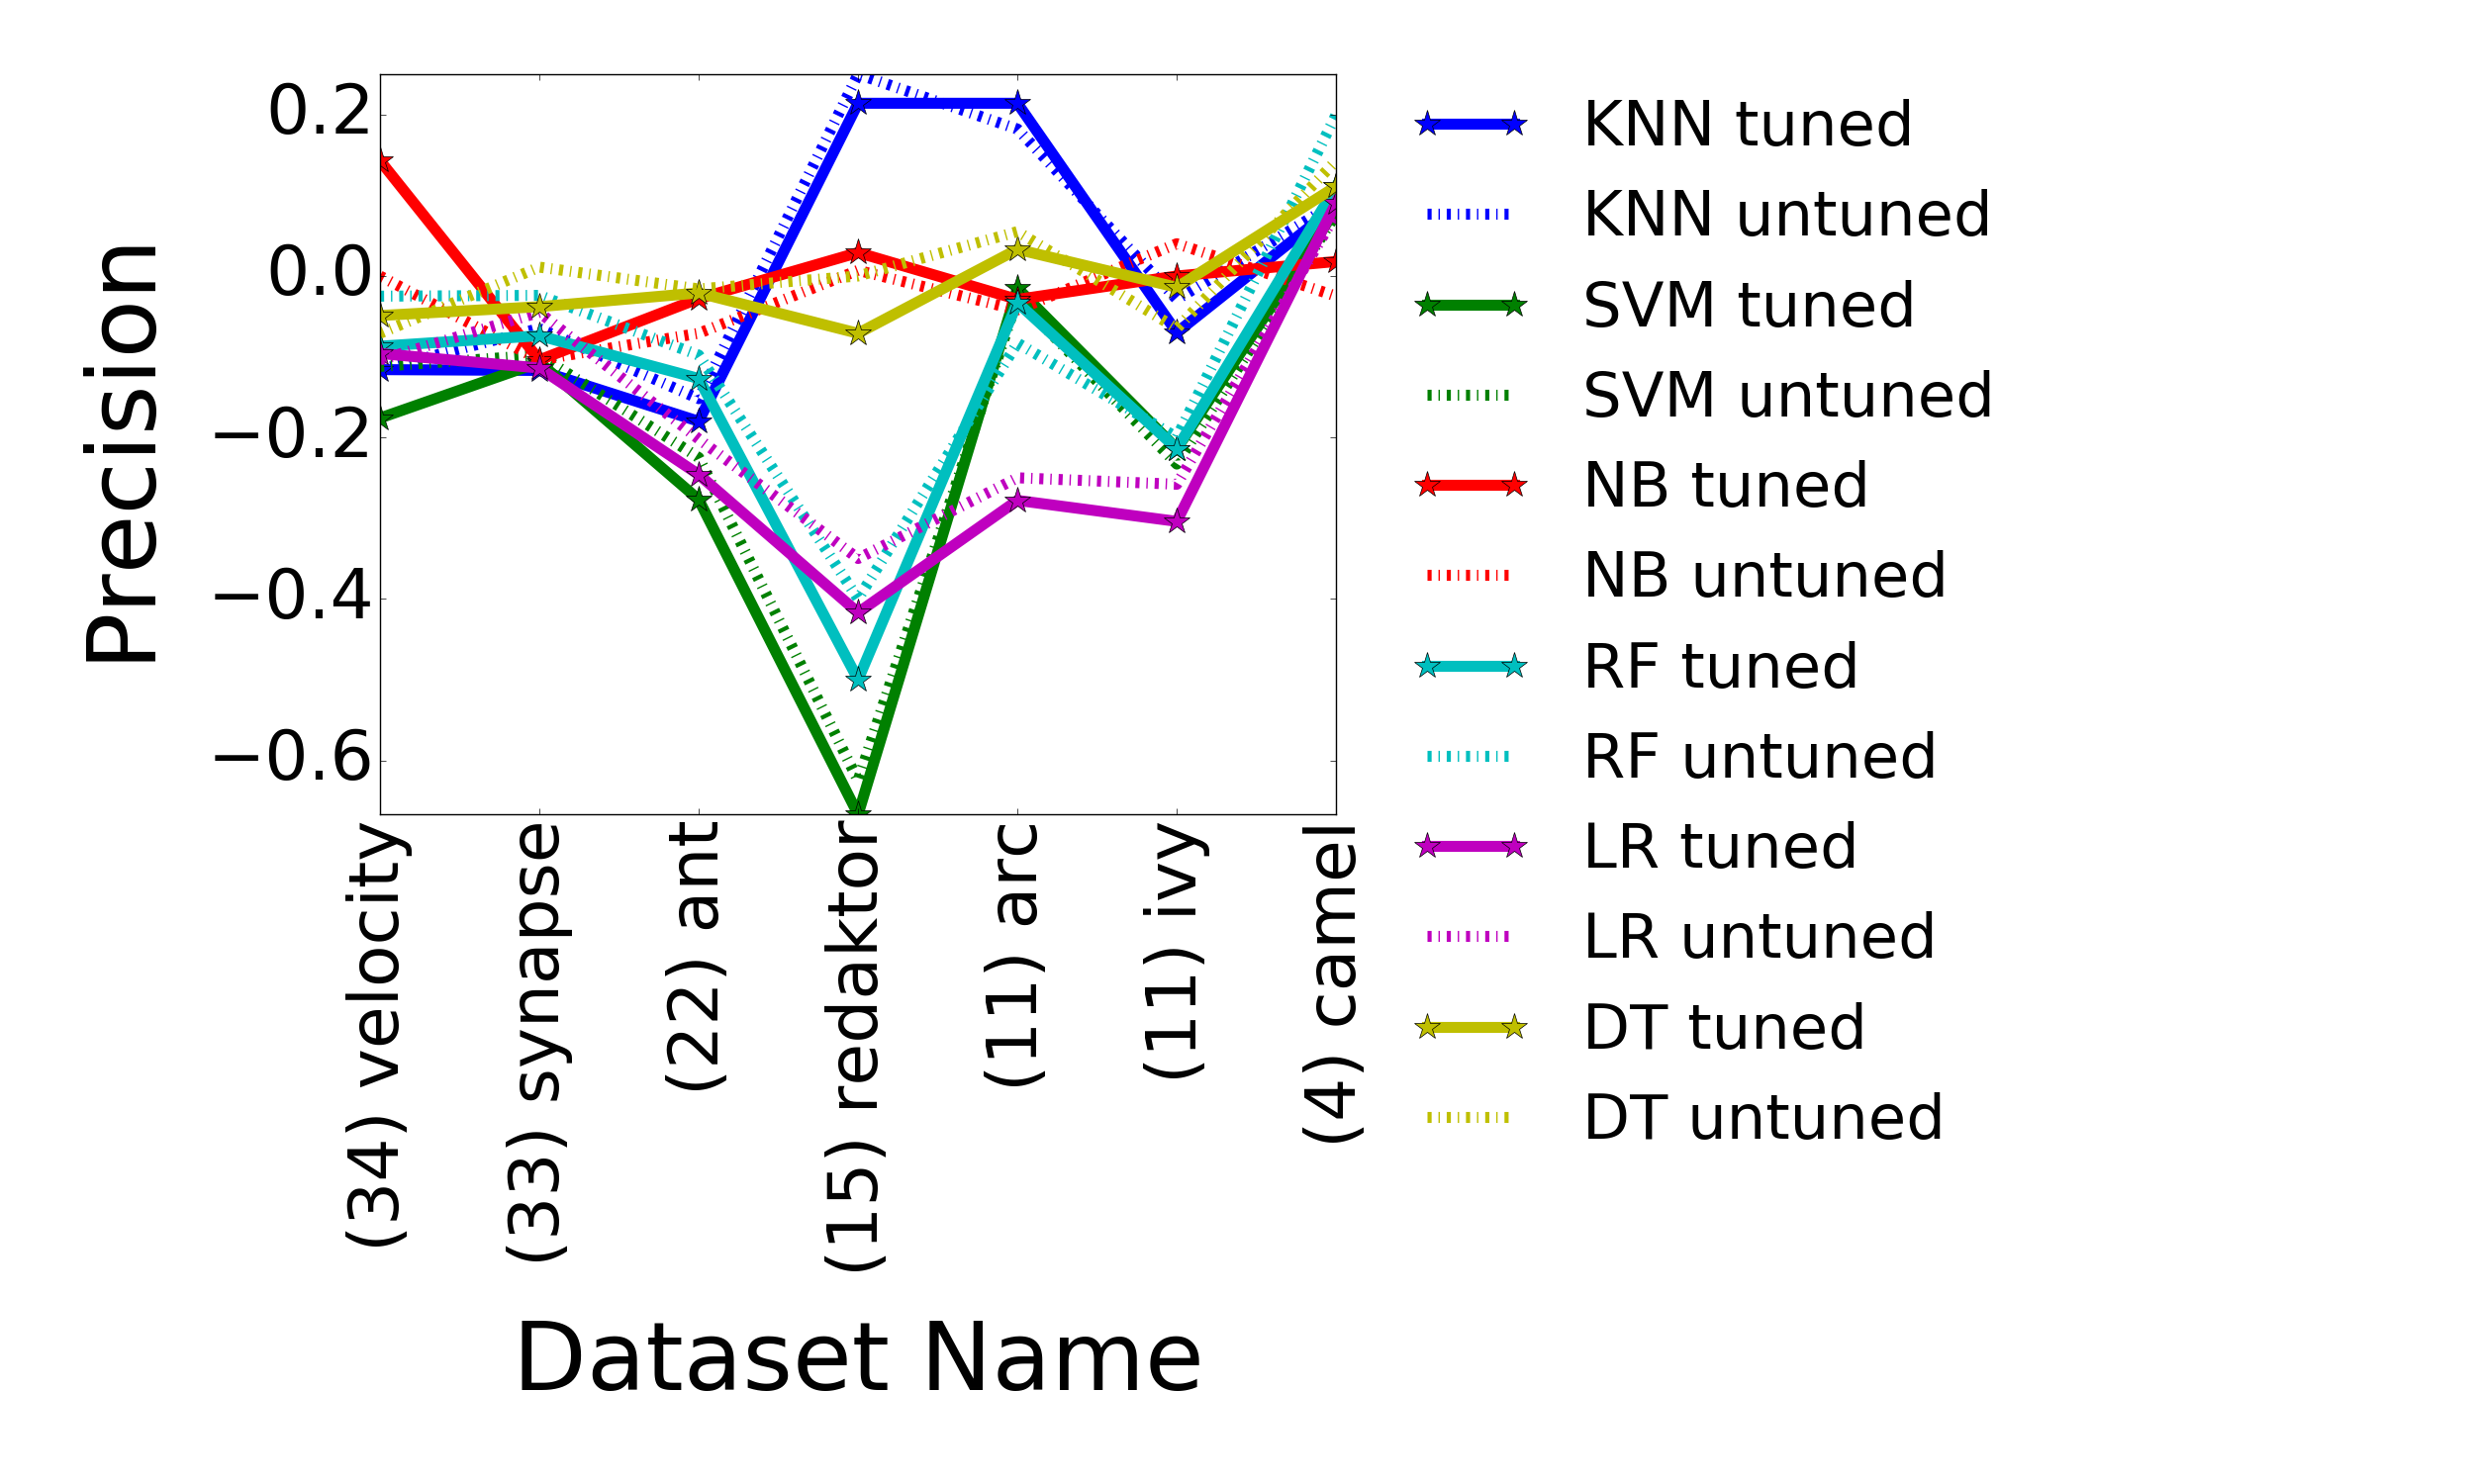 Precision
0.2
0.0
−0.2
−0.4
−0.6
(34) velocity
(33) synapse
(22) ant
(15) redaktor
(11) arc
(11) ivy
(4) camel
Dataset Name
KNN tuned
KNN untuned
SVM tuned
SVM untuned
NB tuned
NB untuned
RF tuned
RF untuned
LR tuned
LR untuned
DT tuned
DT untuned